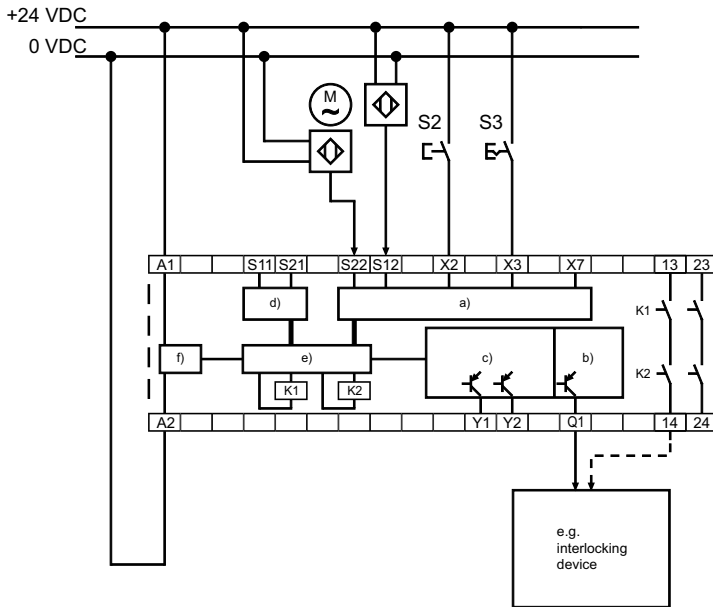 +24 VDC
0 VDC
M
~
S2
S3
A1 S11 S21 S22 S12 X2 X3 X7 13 23
d)
a)
K1
f)
e)
c)
b)
K1
K2
K2
A2 Y1 Y2 Q1 14 24
e.g.
interlocking
device